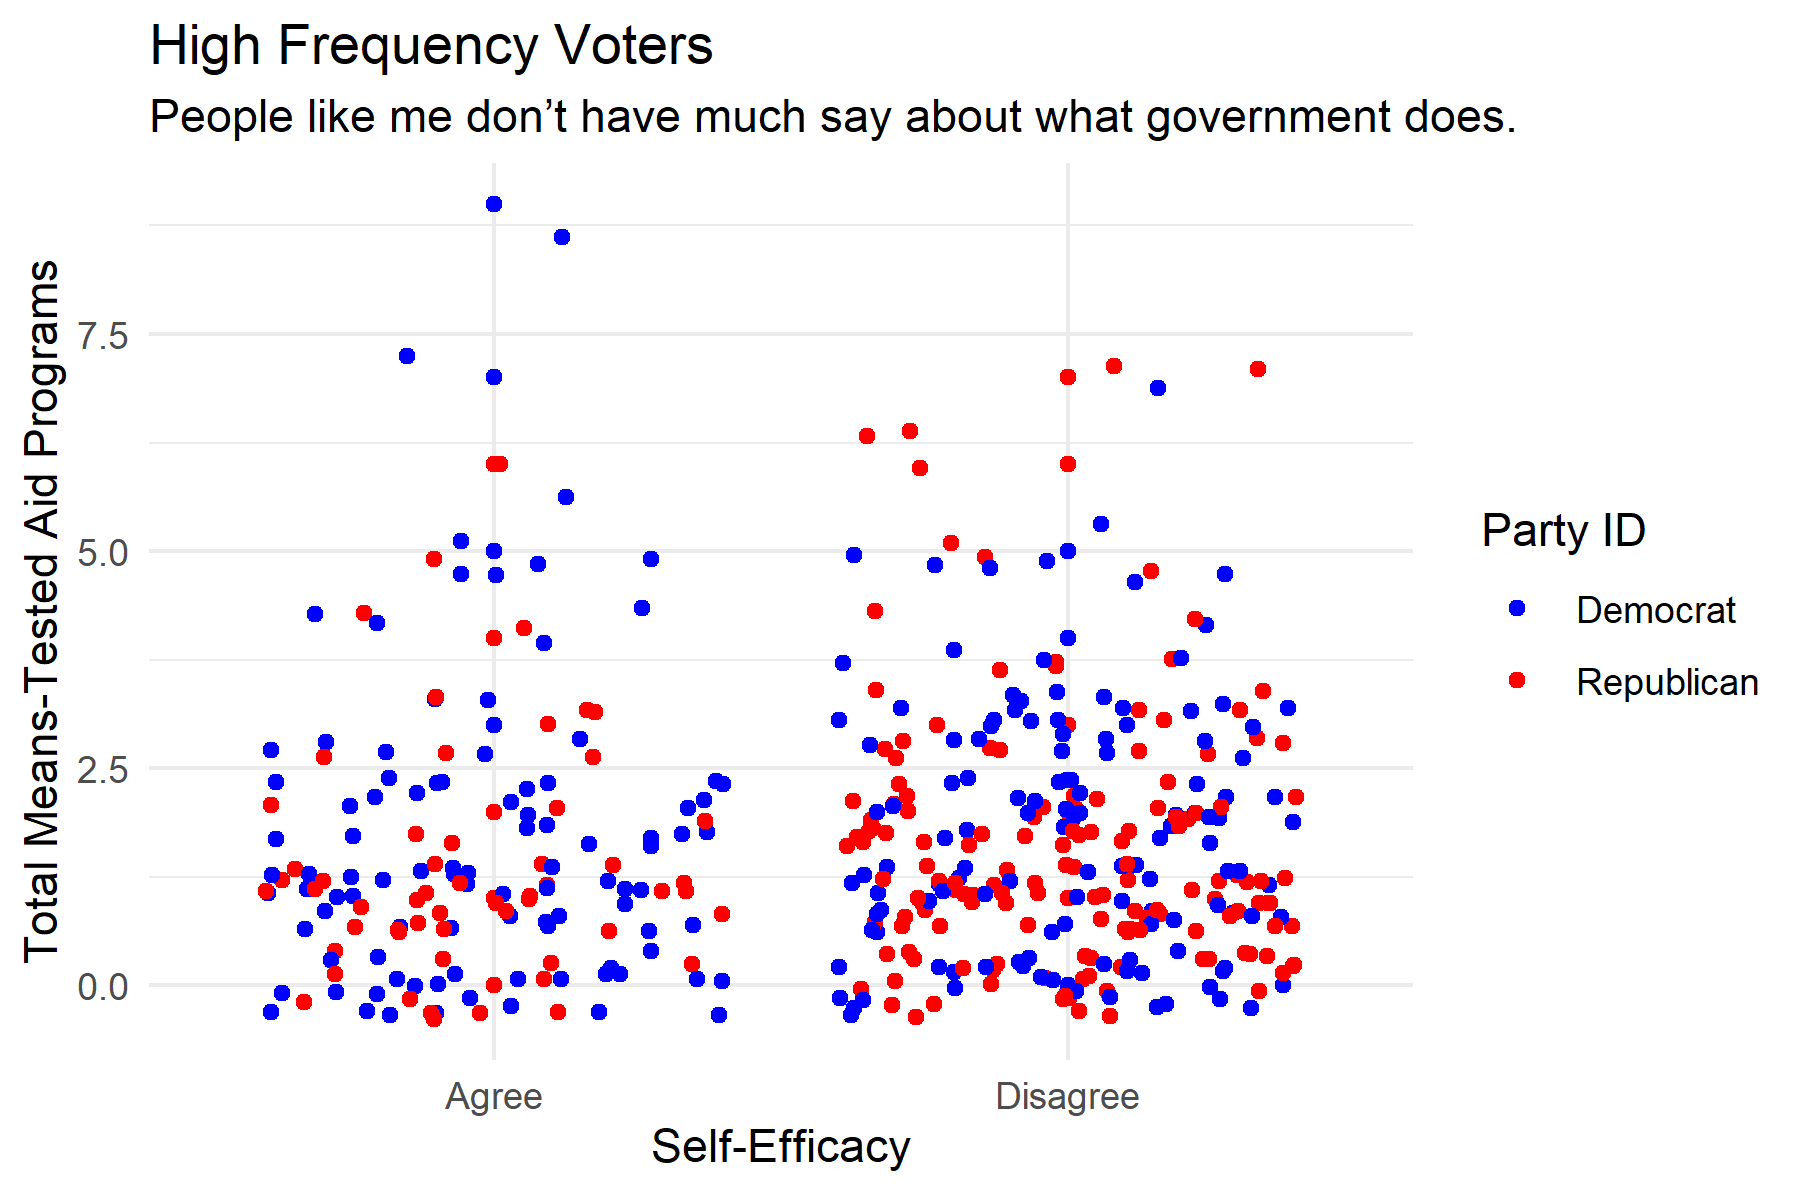 High Frequency Voters
People like me don’t have much say about what government does.
Total Means-Tested Aid Programs
7.5
5.0
2.5
0.0
Agree
Disagree
Self-Efficacy
Party ID
Democrat
Republican